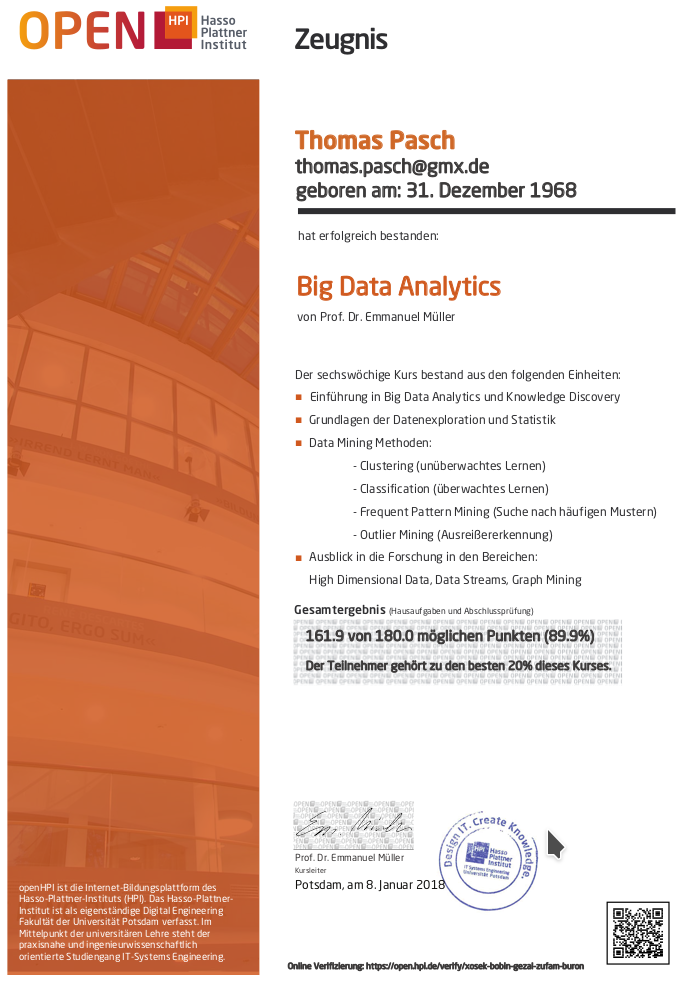 OPEN HPI Hasso
Plattner
Institut
Zeugnis
Thomas Pasch
thomas.pasch@gmx.de
geboren am: 31. Dezember 1968
hat erfolgreich bestanden:
Big Data Analytics
von Prof. Dr. Emmanuel Müller
Der sechswöchige Kurs bestand aus den folgenden Einheiten:
Einführung in Big Data Analytics und Knowledge Discovery
Grundlagen der Datenexploration und Statistik
Data Mining Methoden:
- Clustering (unüberwachtes Lernen)
- Classification (überwachtes Lernen)
- Frequent Pattern Mining (Suche nach häufigen Mustern)
- Outlier Mining (Ausreißererkennung)
Ausblick in die Forschung in den Bereichen:
High Dimensional Data, Data Streams, Graph Mining
Gesamtergebnis (Hausaufgaben und Abschlussprüfung)
161.9 von 180.0 möglichen Punkten (89.9%)
Der Teilnehmer gehört zu den besten 20% dieses Kurses.
Prof. Dr. Emmanuel Müller
Kursleiter
Potsdam, am 8. Januar 2018
Design IT. Create Knowledge.
HPI Hasso
Plattner
Institut
IT Systems Engineering
Universität Potsdam
GITO, ERGO SUM
openHPI ist die Internet-Bildungsplattform des
Hasso-Plattner-Instituts (HPI). Das Hasso-Plattner-
Institut ist als eigenständige Digital Engineering
Fakultät der Universität Potsdam verfasst. Im
Mittelpunkt der universitären Lehre steht der
praxisnahe und ingenieurwissenschaftlich
orientierte Studiengang IT-Systems Engineering.
Online Verifizierung: https://open.hpi.de/verify/xosek-bobin-gezal-zufam-buron